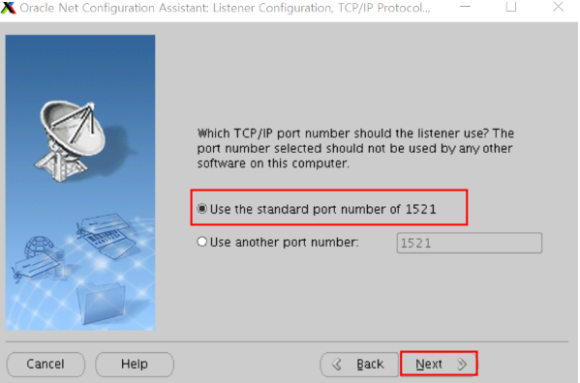 Oracle Net Configuration Assistant: Listener Configuration, TCP/IP Protocol...
Which TCP/IP port number should the listener use? The
port number selected should not be used by any other
software on this computer.
Use the standard port number of 1521
Use another port number:
1521
Cancel
Help
Back
Next